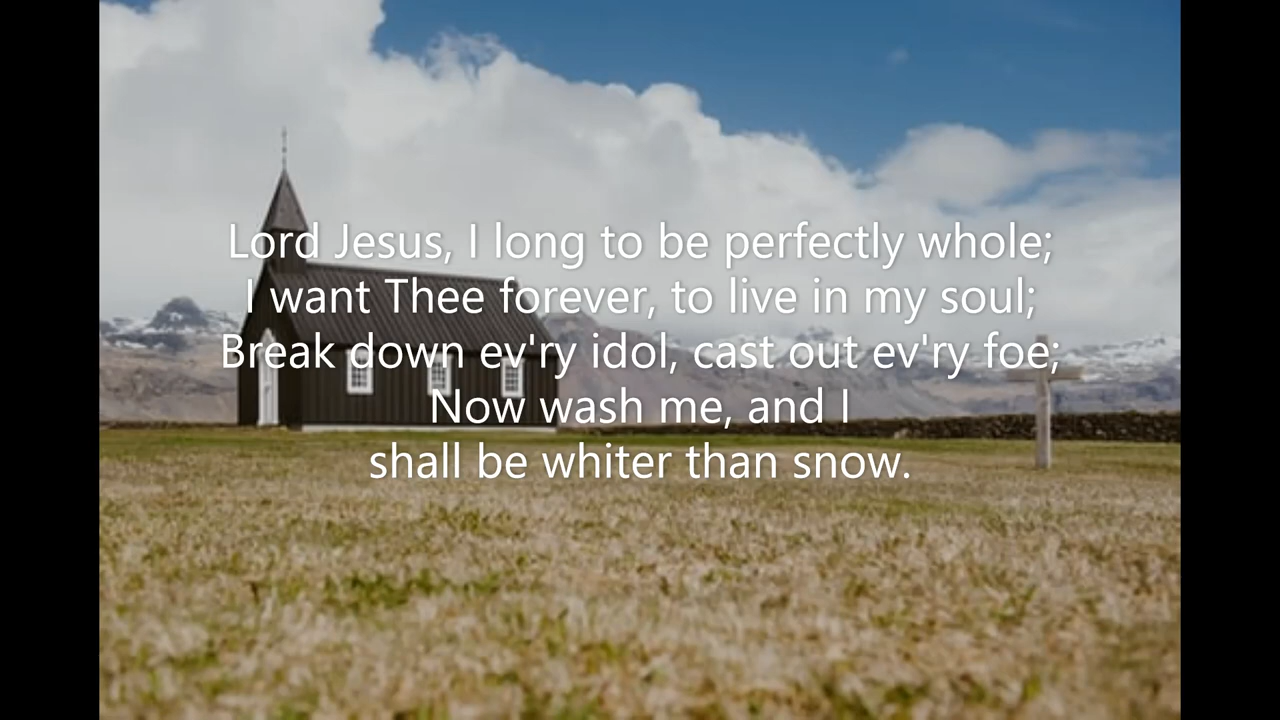 Lord Jesus, I long to be perfectly whole;
I want Thee forever, to live in my soul;
Break down ev'ry idol, cast out ev'ry foe;
Now wash me, and I
shall be whiter than snow.